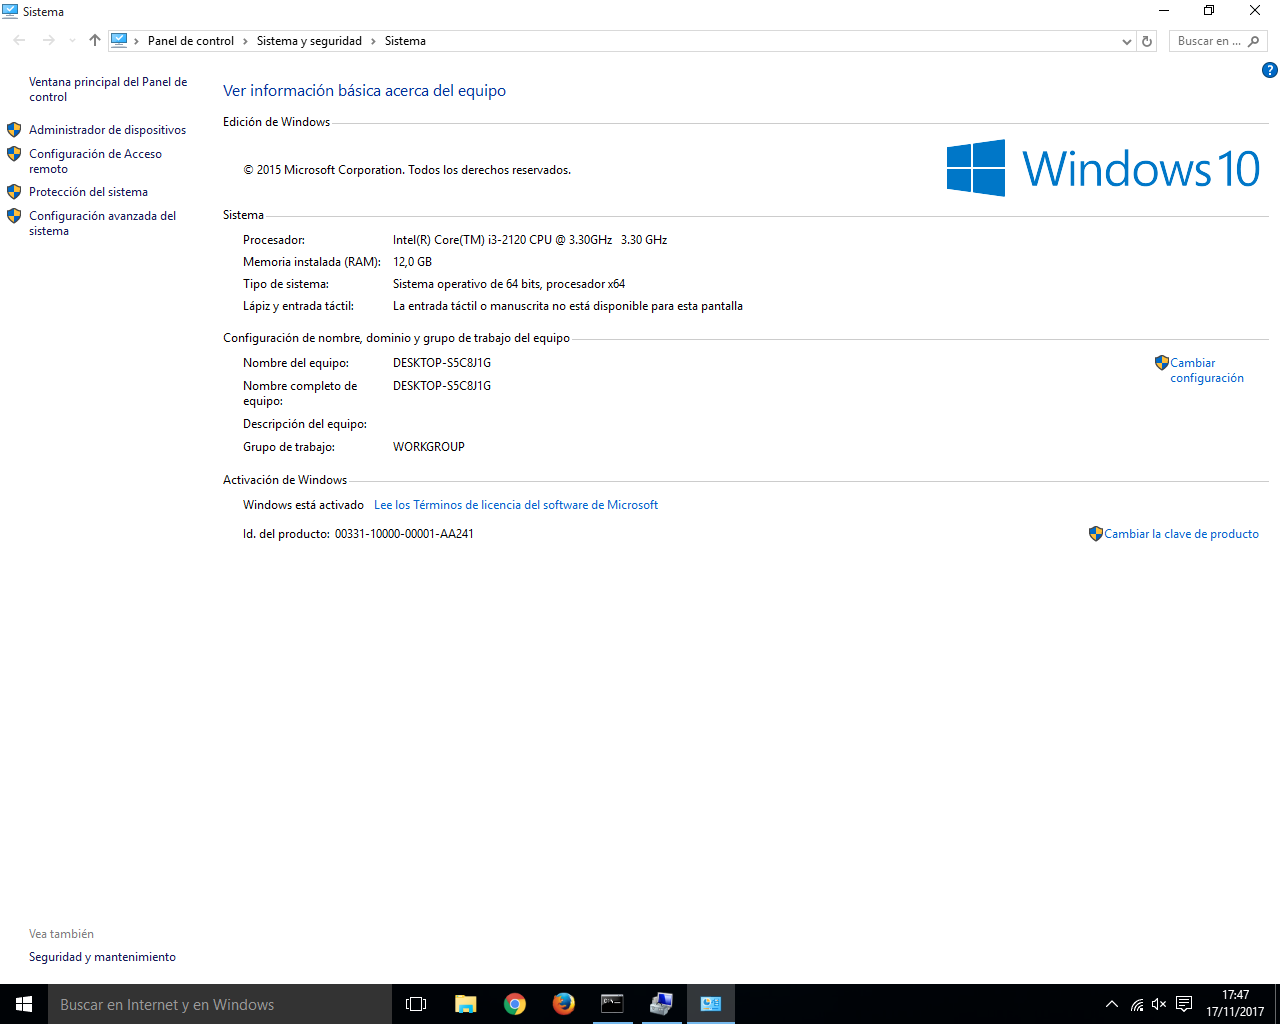 Sistema
Panel de control › Sistema y seguridad › Sistema
Buscar en ...
?
Ventana principal del Panel de
control
Administrador de dispositivos
Configuración de Acceso
remoto
Protección del sistema
Configuración avanzada del
sistema
Ver información básica acerca del equipo
Edición de Windows
© 2015 Microsoft Corporation. Todos los derechos reservados.
Windows 10
Sistema
Procesador: Intel(R) Core(TM) i3-2120 CPU @ 3.30GHz 3.30 GHz
Memoria instalada (RAM): 12,0 GB
Tipo de sistema: Sistema operativo de 64 bits, procesador x64
Lápiz y entrada táctil: La entrada táctil o manuscrita no está disponible para esta pantalla
Configuración de nombre, dominio y grupo de trabajo del equipo
Nombre del equipo: DESKTOP-S5C8J1G
Cambiar
configuración
Nombre completo de
equipo: DESKTOP-S5C8J1G
Descripción del equipo:
Grupo de trabajo: WORKGROUP
Activación de Windows
Windows está activado Lee los Términos de licencia del software de Microsoft
Id. del producto: 00331-10000-00001-AA241
Cambiar la clave de producto
Vea también
Seguridad y mantenimiento
Buscar en Internet y en Windows
17:47
17/11/2017